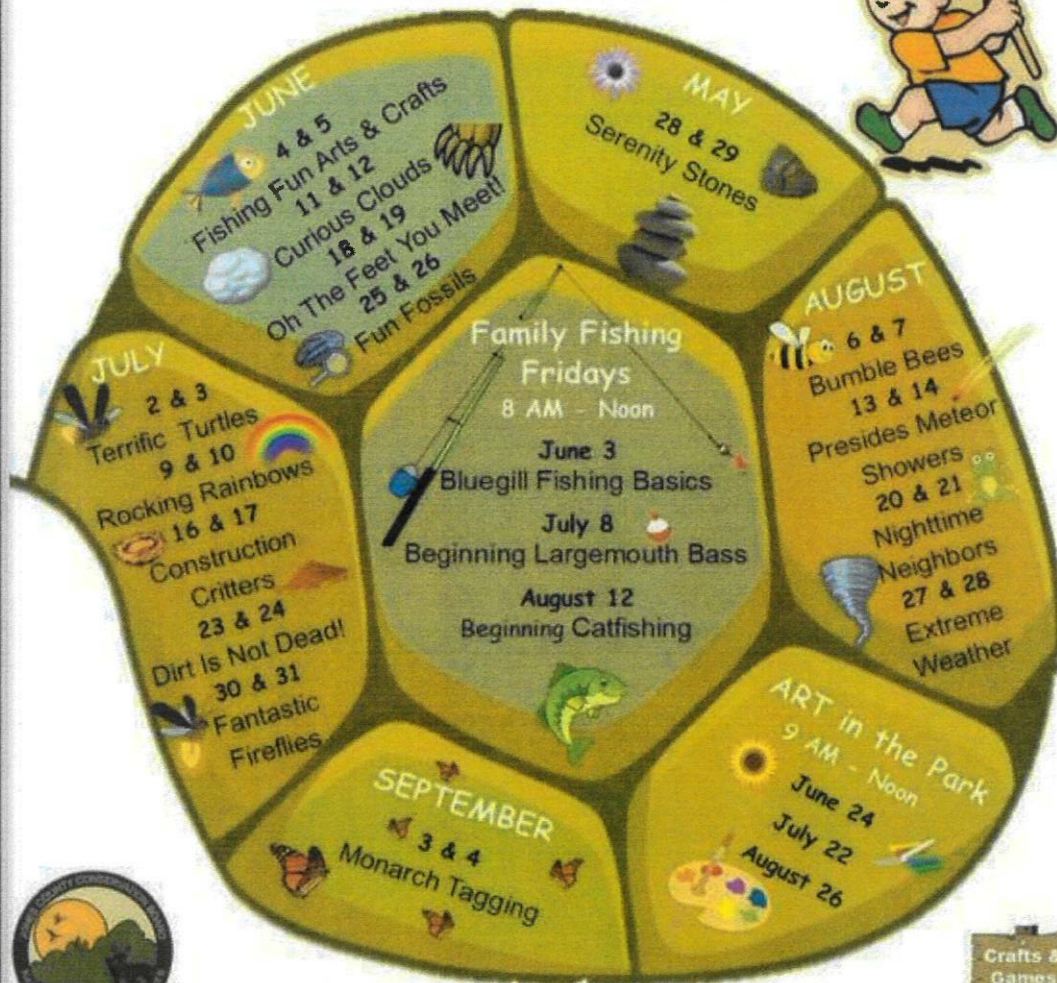 MAY
28 & 29
Serenity Stones
JUNE
4 & 5
Fishing Fun Arts & Crafts
11 & 12
Curious Clouds
18 & 19
Oh The Feet You Meet!
25 & 26
Fun Fossils
JULY
2 & 3
Terrific Turtles
9 & 10
Rocking Rainbows
16 & 17
Construction
Critters
23 & 24
Dirt Is Not Dead!
30 & 31
Fantastic
Fireflies
AUGUST
6 & 7
Bumble Bees
13 & 14
Presides Meteor
Showers
20 & 21
Nighttime
Neighbors
27 & 28
Extreme
Weather
SEPTEMBER
3 & 4
Monarch Tagging
Family Fishing
Fridays
8 AM - Noon
June 3
Bluegill Fishing Basics
July 8
Beginning Largemouth Bass
August 12
Beginning Catfishing
ART in the Park
9 AM - Noon
June 24
July 22
August 26
COUNTY CONSERVATION BOARD
Crafts &
Games